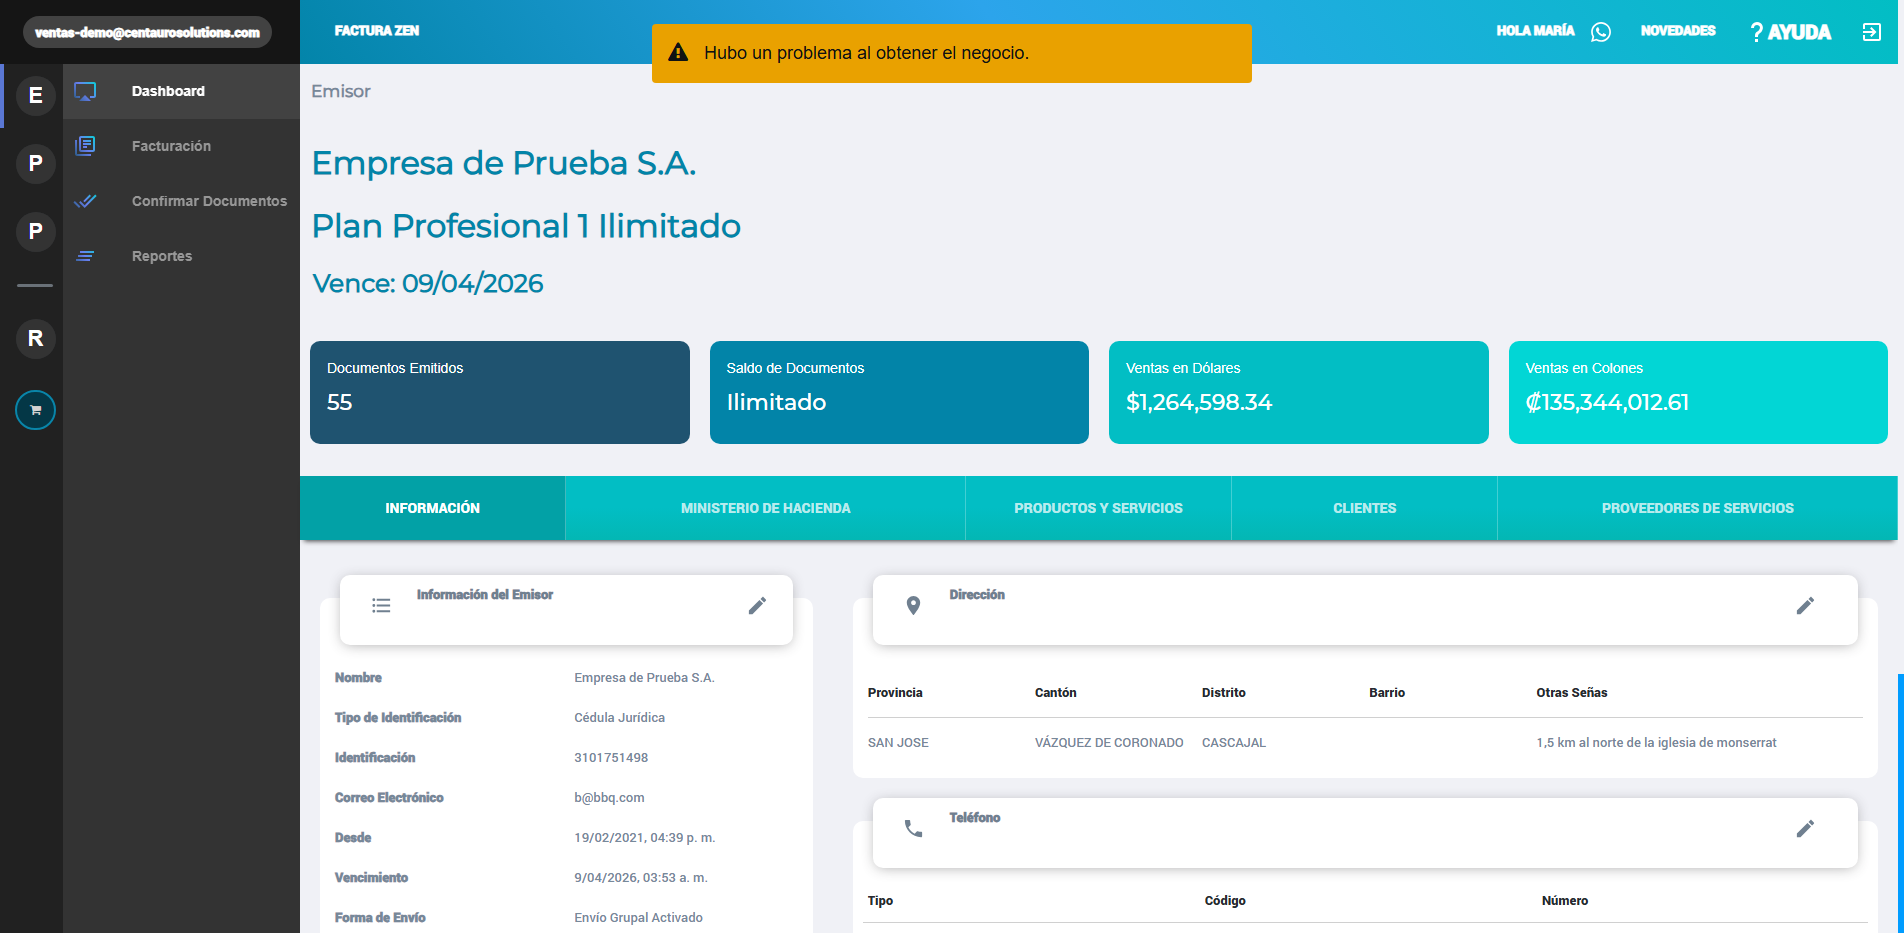 ventas-demo@centaurosolutions.com
FACTURA ZEN
Hubo un problema al obtener el negocio.
HOLA MARÍA
NOVEDADES
? AYUDA
E
P
P
R
Dashboard
Facturación
Confirmar Documentos
Reportes
Emisor
Empresa de Prueba S.A.
Plan Profesional 1 Ilimitado
Vence: 09/04/2026
Documentos Emitidos
55
Saldo de Documentos
Ilimitado
Ventas en Dólares
$1,264,598.34
Ventas en Colones
₡135,344,012.61
INFORMACIÓN
MINISTERIO DE HACIENDA
PRODUCTOS Y SERVICIOS
CLIENTES
PROVEEDORES DE SERVICIOS
Información del Emisor
Nombre Empresa de Prueba S.A.
Tipo de Identificación Cédula Jurídica
Identificación 3101751498
Correo Electrónico b@bbq.com
Desde 19/02/2021, 04:39 p. m.
Vencimiento 9/04/2026, 03:53 a. m.
Forma de Envío Envío Grupal Activado
Dirección
Provincia Cantón Distrito Barrio Otras Señas
SAN JOSE VÁZQUEZ DE CORONADO CASCAJAL 1,5 km al norte de la iglesia de monserrat
Teléfono
Tipo Código Número